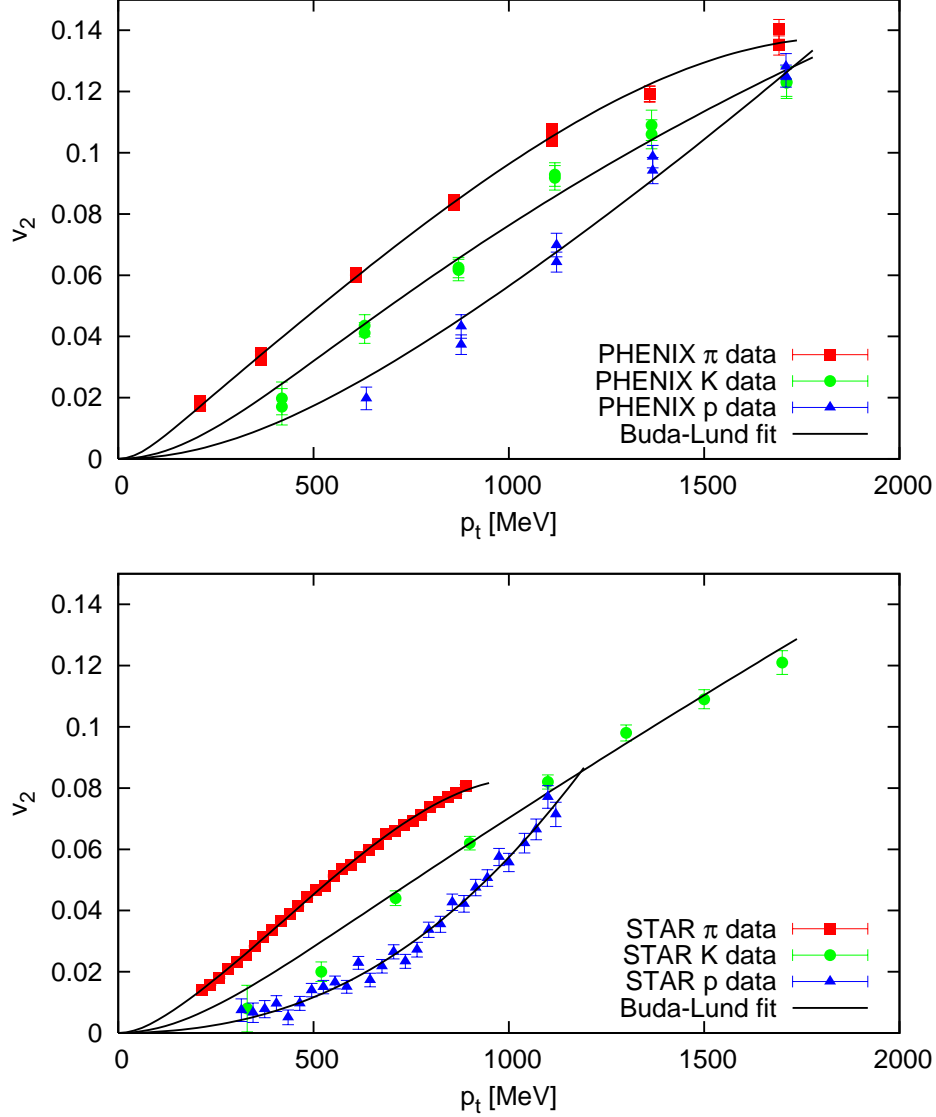 0.14
0.12
0.1
0.08
0.06
0.04
0.02
0
v2
PHENIX π data
PHENIX K data
PHENIX p data
Buda-Lund fit
0 500 1000 1500 2000
pt [MeV]
0.14
0.12
0.1
0.08
0.06
0.04
0.02
0
v2
STAR π data
STAR K data
STAR p data
Buda-Lund fit
0 500 1000 1500 2000
pt [MeV]